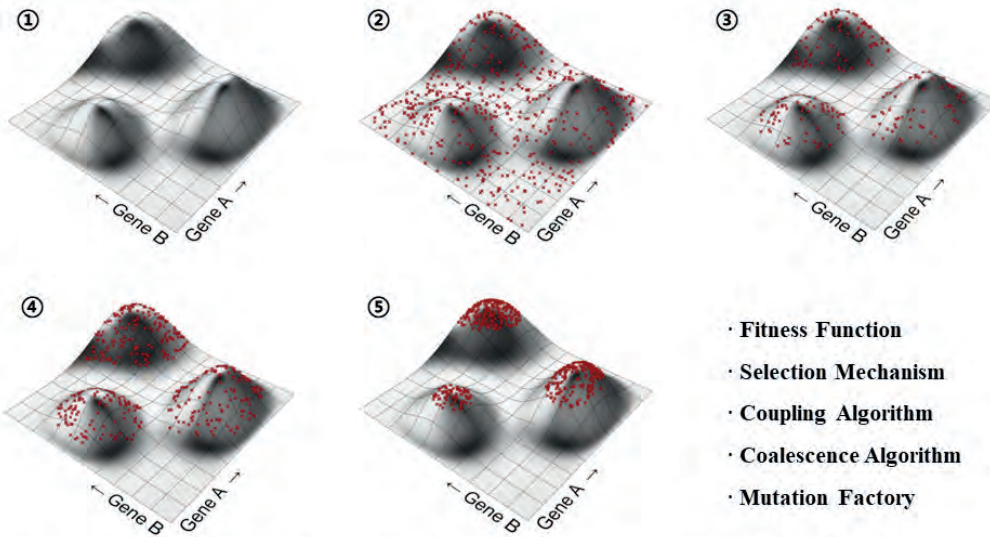 ①
②
③
← Gene B
Gene A →
← Gene B
Gene A →
← Gene B
Gene A →
④
⑤
← Gene B
Gene A →
← Gene B
Gene A →
· Fitness Function
· Selection Mechanism
· Coupling Algorithm
· Coalescence Algorithm
· Mutation Factory